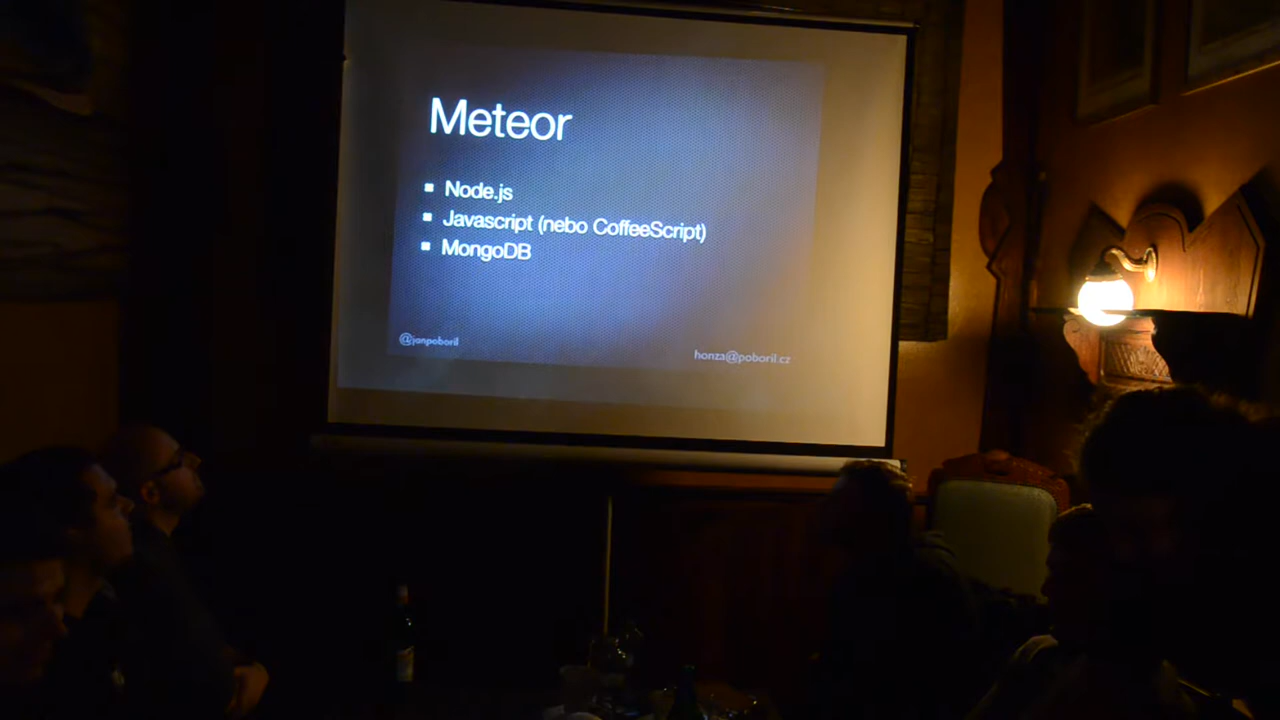 Meteor
Node.js
Javascript (nebo CoffeeScript)
MongoDB
@janpoboril
honza@poboril.cz